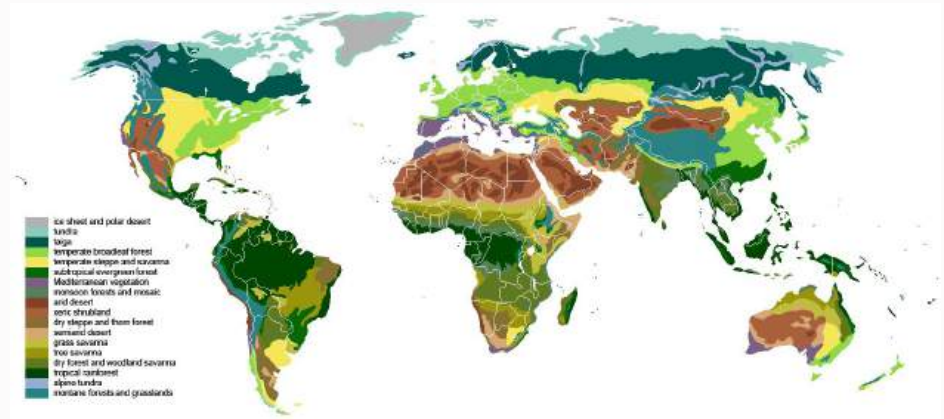 ice sheet and polar desert
tundra
taiga
temperate broadleaf forest
temperate steppe and savanna
subtropical evergreen forest
Mediterranean vegetation
monsoon forests and mosaic
arid desert
xeric shrubland
dry steppe and thorn forest
semiarid desert
grass savanna
tree savanna
dry forest and woodland savanna
tropical rainforest
alpine tundra
montane forests and grasslands